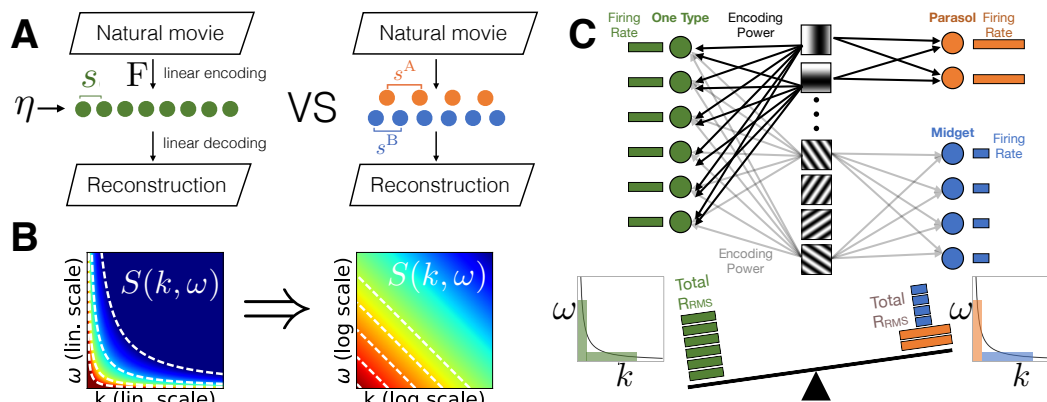 A
Natural movie
s
F
linear encoding
η
linear decoding
Reconstruction
VS
Natural movie
s^A
s^B
Reconstruction
B
S(k, ω)
ω (lin. scale)
k (lin. scale)
S(k, ω)
ω (log scale)
k (log scale)
C
Firing
Rate
One Type
Encoding
Power
Parasol
Firing
Rate
Midget
Firing
Rate
Encoding
Power
ω
k
Total
R_RMS
Total
R_RMS
ω
k